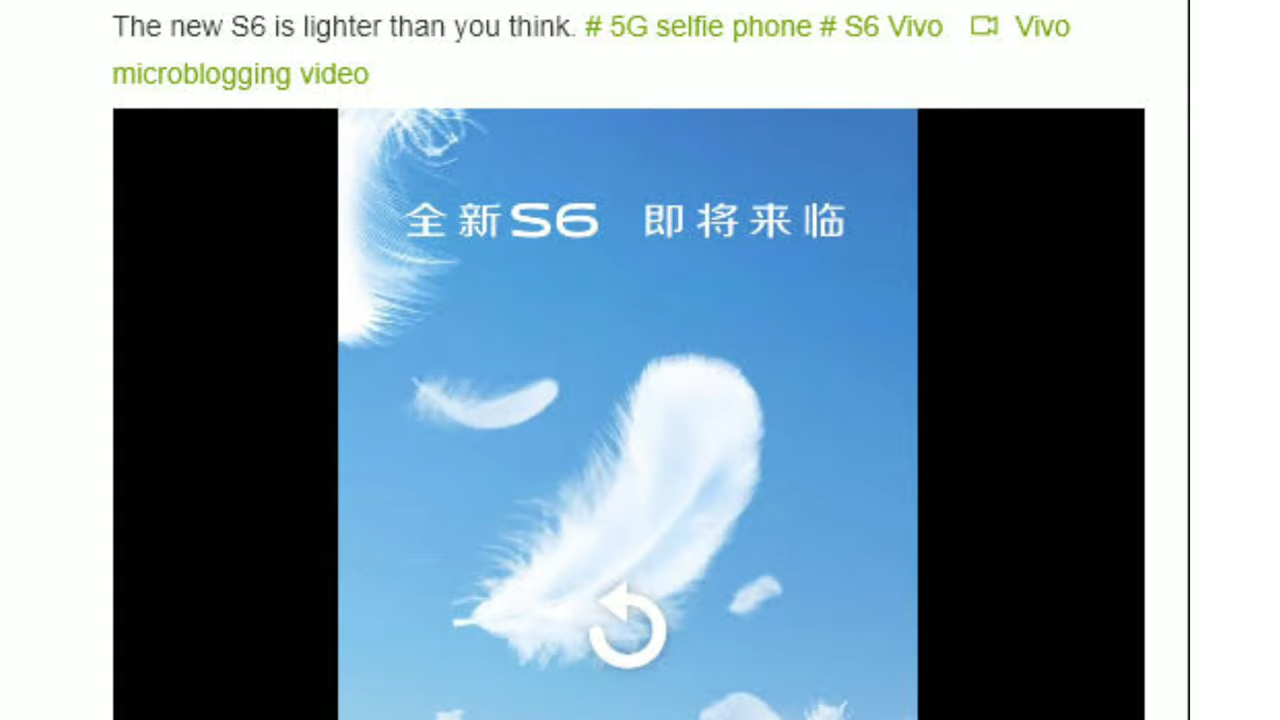 The new S6 is lighter than you think. # 5G selfie phone # S6 Vivo Vivo
microblogging video
全新S6 即将来临